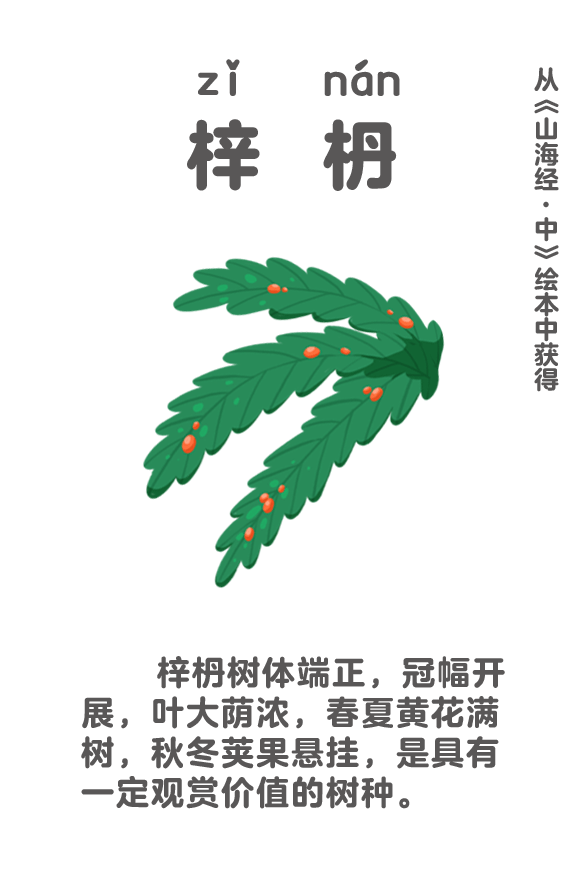 zǐ nán
梓枬
从《山海经·中》绘本中获得
梓枬树体端正，冠幅开
展，叶大荫浓，春夏黄花满
树，秋冬荚果悬挂，是具有
一定观赏价值的树种。